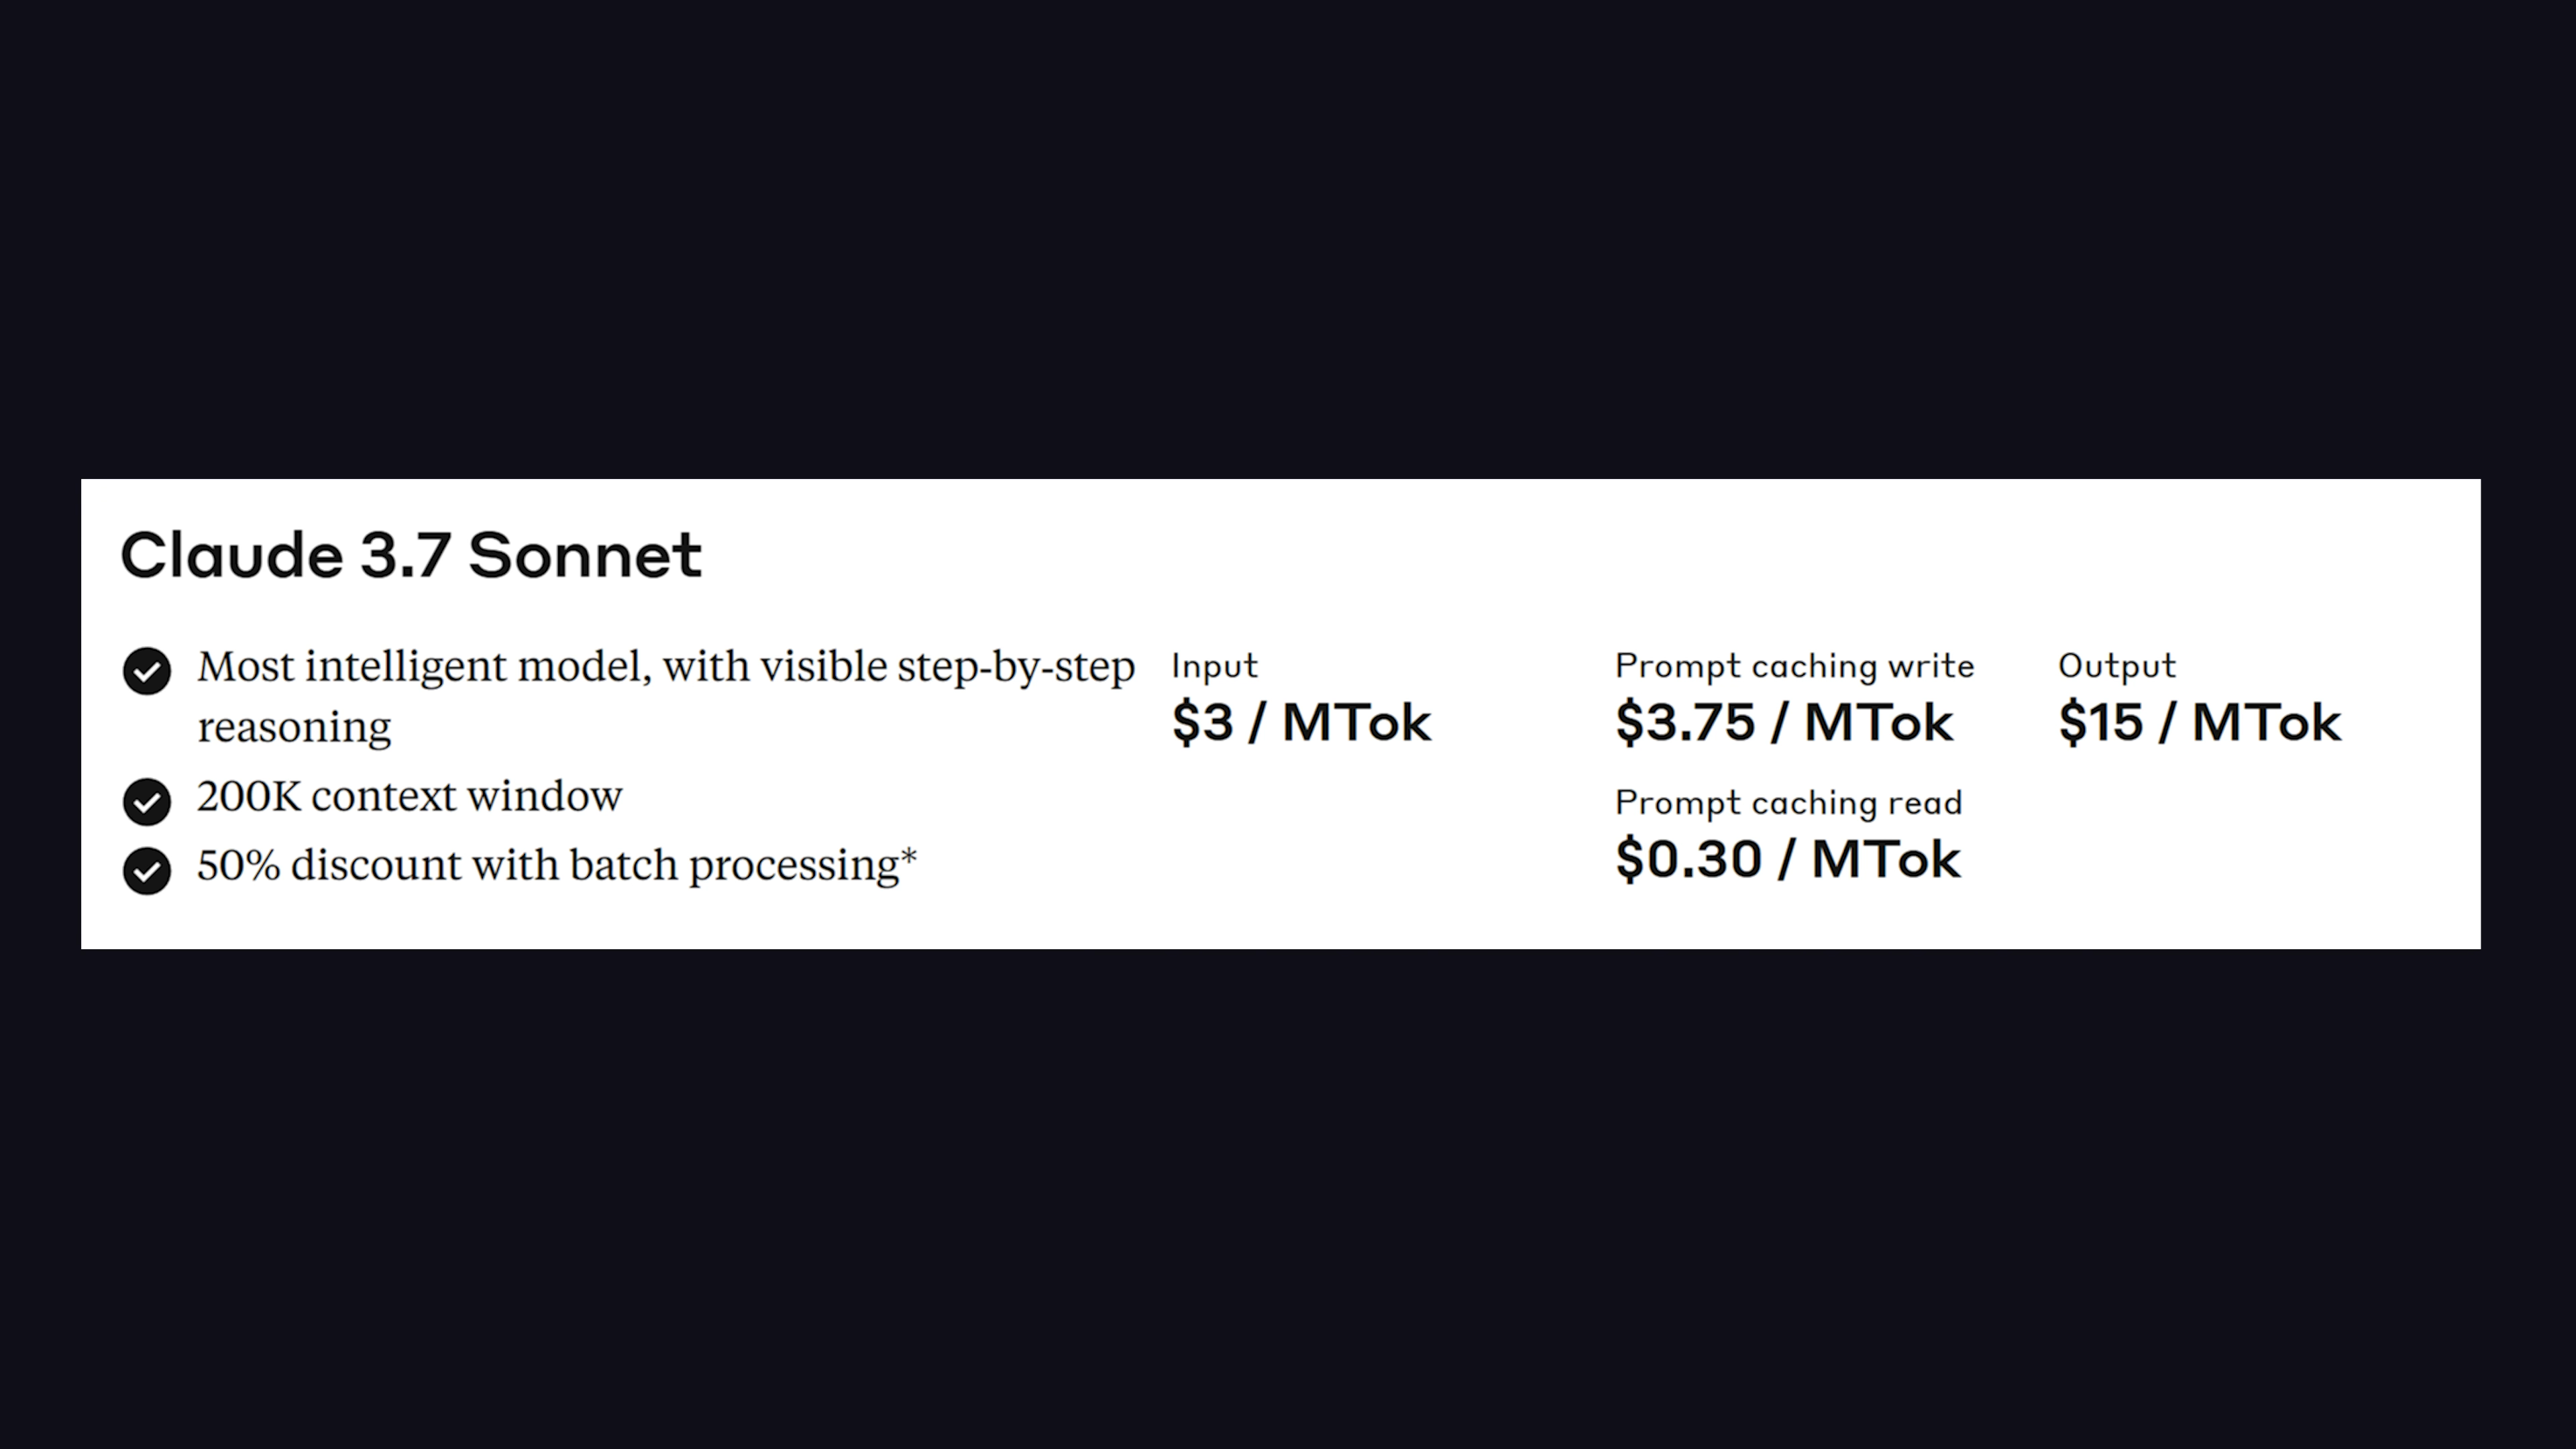 Claude 3.7 Sonnet
Most intelligent model, with visible step-by-step
reasoning
200K context window
50% discount with batch processing*
Input
$3 / MTok
Prompt caching write
$3.75 / MTok
Prompt caching read
$0.30 / MTok
Output
$15 / MTok